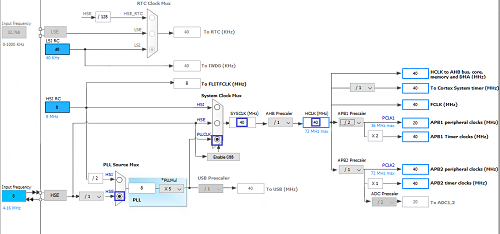 RTC Clock Mux
HSE
/ 128
HSE_RTC
Input frequency
32.768
0-1000 KHz
LSE
LSE
40
To RTC (KHz)
LSI RC
40
40 KHz
LSI
40
To IWDG (KHz)
8
To FLITFCLK (MHz)
HSI RC
8
8 MHz
System Clock Mux
HSI
HSE
PLLCLK
SYSCLK (MHz)
40
AHB Prescaler
/ 1
HCLK (MHz)
40
72 MHz max
Enable CSS
40
HCLK to AHB bus, core,
memory and DMA (MHz)
/ 1
40
To Cortex System timer (MHz)
40
FCLK (MHz)
APB1 Prescaler
/ 2
PCLK1
36 MHz max
20
APB1 peripheral clocks (MHz)
X 2
40
APB1 Timer clocks (MHz)
APB2 Prescaler
/ 1
PCLK2
72 MHz max
40
APB2 peripheral clocks (MHz)
X 1
40
APB2 timer clocks (MHz)
ADC Prescaler
/ 2
20
To ADC1,2
PLL Source Mux
/ 2
HSI
HSE
Input frequency
8
4-16 MHz
HSE
/ 1
8
*PLLMul
X 5
PLL
USB Prescaler
/ 1
40
To USB (MHz)